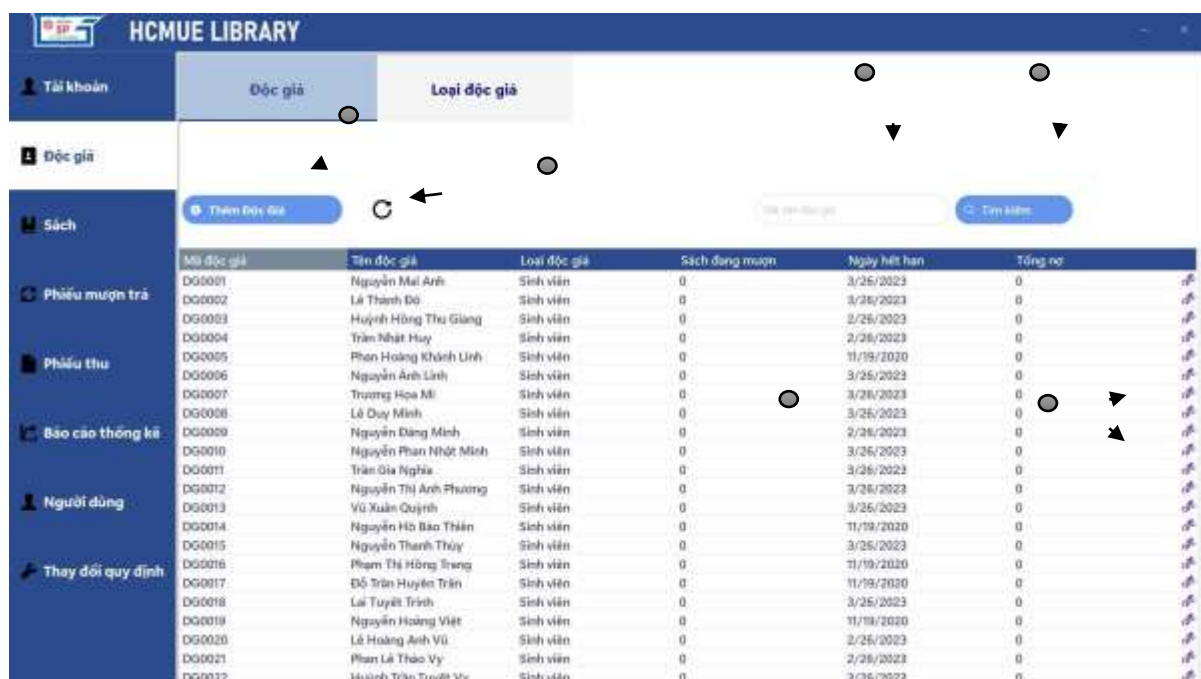 HCMUE LIBRARY
Tài khoản
Độc giả
Sách
Phiếu mượn trả
Phiếu thu
Báo cáo thống kê
Người dùng
Thay đổi quy định
Độc giả Loại độc giả
Thêm Độc Giả Tìm kiếm
Mã độc giả Tên độc giả Loại độc giả Sách đang mượn Ngày hết hạn Tổng nợ
DG0001 Nguyễn Mai Anh Sinh viên 0 3/26/2023 0
DG0002 Lê Thành Đô Sinh viên 0 3/26/2023 0
DG0003 Huỳnh Hồng Thu Giang Sinh viên 0 2/26/2023 0
DG0004 Trần Nhật Huy Sinh viên 0 2/26/2023 0
DG0005 Phan Hoàng Khánh Linh Sinh viên 0 11/19/2020 0
DG0006 Nguyễn Ánh Linh Sinh viên 0 3/26/2023 0
DG0007 Trương Họa Mi Sinh viên 0 3/26/2023 0
DG0008 Lê Duy Minh Sinh viên 0 3/26/2023 0
DG0009 Nguyễn Đăng Minh Sinh viên 0 2/26/2023 0
DG0010 Nguyễn Phan Nhật Minh Sinh viên 0 3/26/2023 0
DG0011 Trần Gia Nghĩa Sinh viên 0 3/26/2023 0
DG0012 Nguyễn Thị Anh Phương Sinh viên 0 3/26/2023 0
DG0013 Vũ Xuân Quỳnh Sinh viên 0 3/26/2023 0
DG0014 Nguyễn Hồ Bảo Thiên Sinh viên 0 11/19/2020 0
DG0015 Nguyễn Thanh Thủy Sinh viên 0 3/26/2023 0
DG0016 Phạm Thị Hồng Trang Sinh viên 0 11/19/2020 0
DG0017 Đỗ Trần Huyền Trân Sinh viên 0 11/19/2020 0
DG0018 Lai Tuyết Trinh Sinh viên 0 3/26/2023 0
DG0019 Nguyễn Hoàng Việt Sinh viên 0 11/19/2020 0
DG0020 Lê Hoàng Anh Vũ Sinh viên 0 2/26/2023 0
DG0021 Phan Lê Thảo Vy Sinh viên 0 2/26/2023 0
DG0022 Huỳnh Trần Tuyết Vy Sinh viên 0 3/26/2023 0